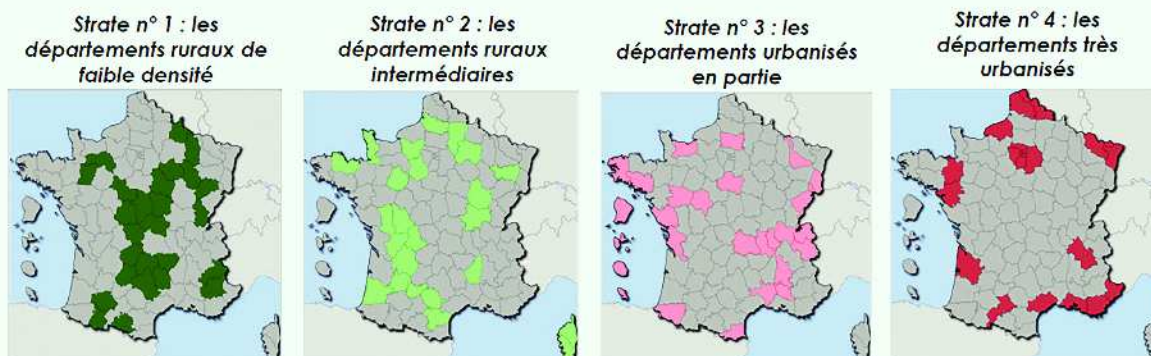 Strate n° 1 : les
départements ruraux de
faible densité
Strate n° 2 : les
départements ruraux
intermédiaires
Strate n° 3 : les
départements urbanisés
en partie
Strate n° 4 : les
départements très
urbanisés